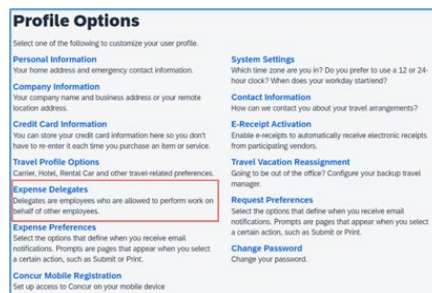 Profile Options
Select one of the following to customize your user profile.
Personal Information
Your home address and emergency contact information.
Company Information
Your company name and business address or your remote
location address.
Credit Card Information
You can store your credit card information here so you don't
have to re-enter it each time you purchase an item or service.
Travel Profile Options
Carrier, Hotel, Rental Car and other travel-related preferences.
Expense Delegates
Delegates are employees who are allowed to perform work on
behalf of other employees.
Expense Preferences
Select the options that define when you receive email
notifications. Prompts are pages that appear when you select
a certain action, such as Submit or Print.
Concur Mobile Registration
Set up access to Concur on your mobile device
System Settings
Which time zone are you in? Do you prefer to use a 12 or 24-
hour clock? When does your workday start/end?
Contact Information
How can we contact you about your travel arrangements?
E-Receipt Activation
Enable e-receipts to automatically receive electronic receipts
from participating vendors.
Travel Vacation Reassignment
Going to be out of the office? Configure your backup travel
manager.
Request Preferences
Select the options that define when you receive email
notifications. Prompts are pages that appear when you select
a certain action, such as Submit or Print.
Change Password
Change your password.